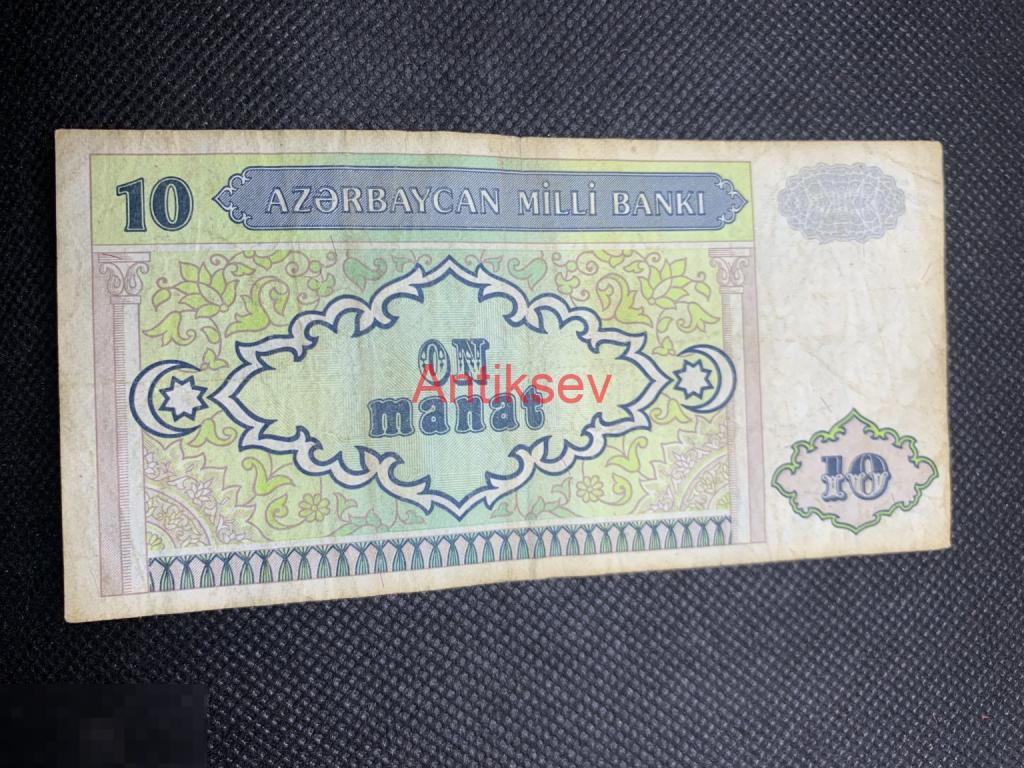 10 AZƏRBAYCAN MİLLİ BANKI
ON
manat
Antiksev
10